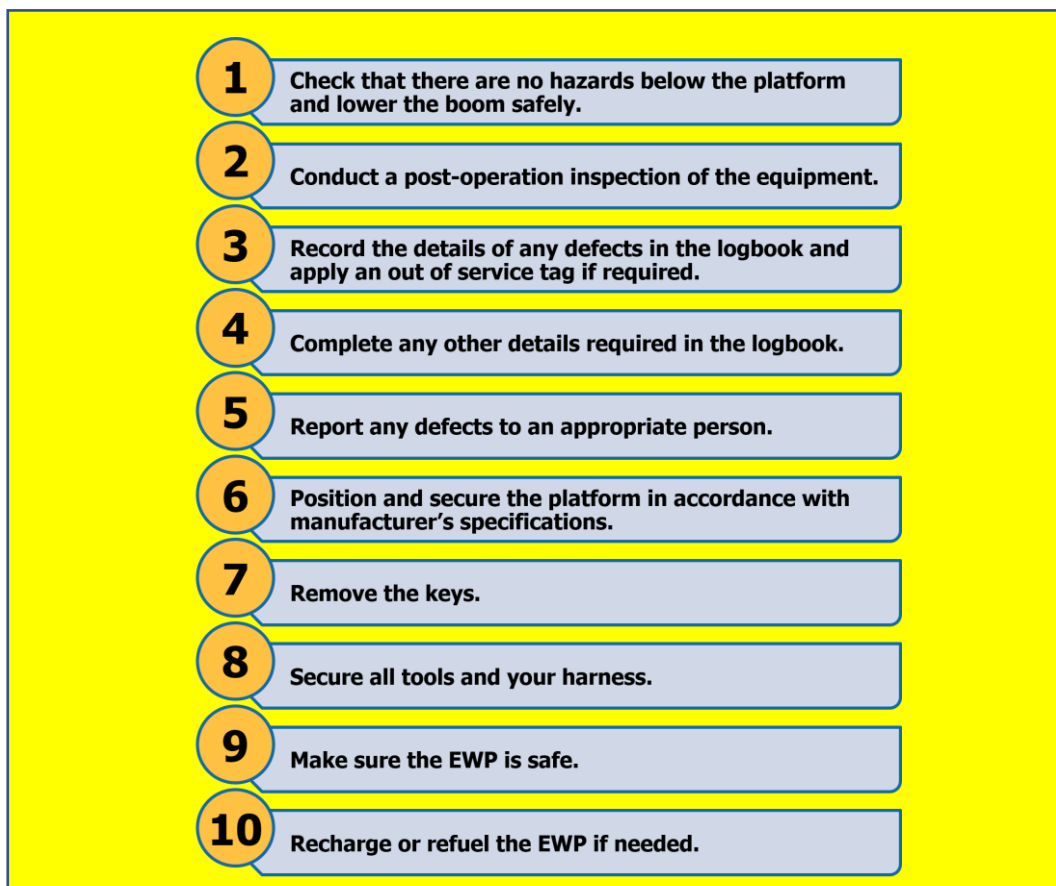 1
Check that there are no hazards below the platform
and lower the boom safely.
2
Conduct a post-operation inspection of the equipment.
3
Record the details of any defects in the logbook and
apply an out of service tag if required.
4
Complete any other details required in the logbook.
5
Report any defects to an appropriate person.
6
Position and secure the platform in accordance with
manufacturer’s specifications.
7
Remove the keys.
8
Secure all tools and your harness.
9
Make sure the EWP is safe.
10
Recharge or refuel the EWP if needed.